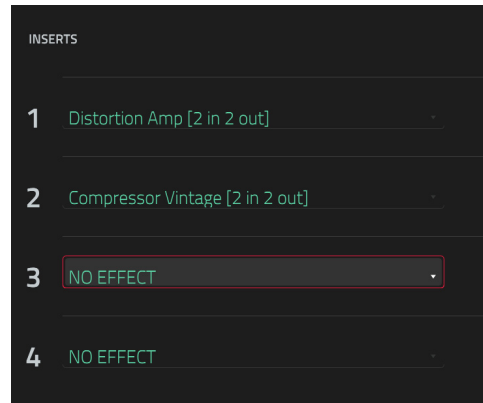 INSERTS
1 Distortion Amp [2 in 2 out]
2 Compressor Vintage [2 in 2 out]
3 NO EFFECT
4 NO EFFECT